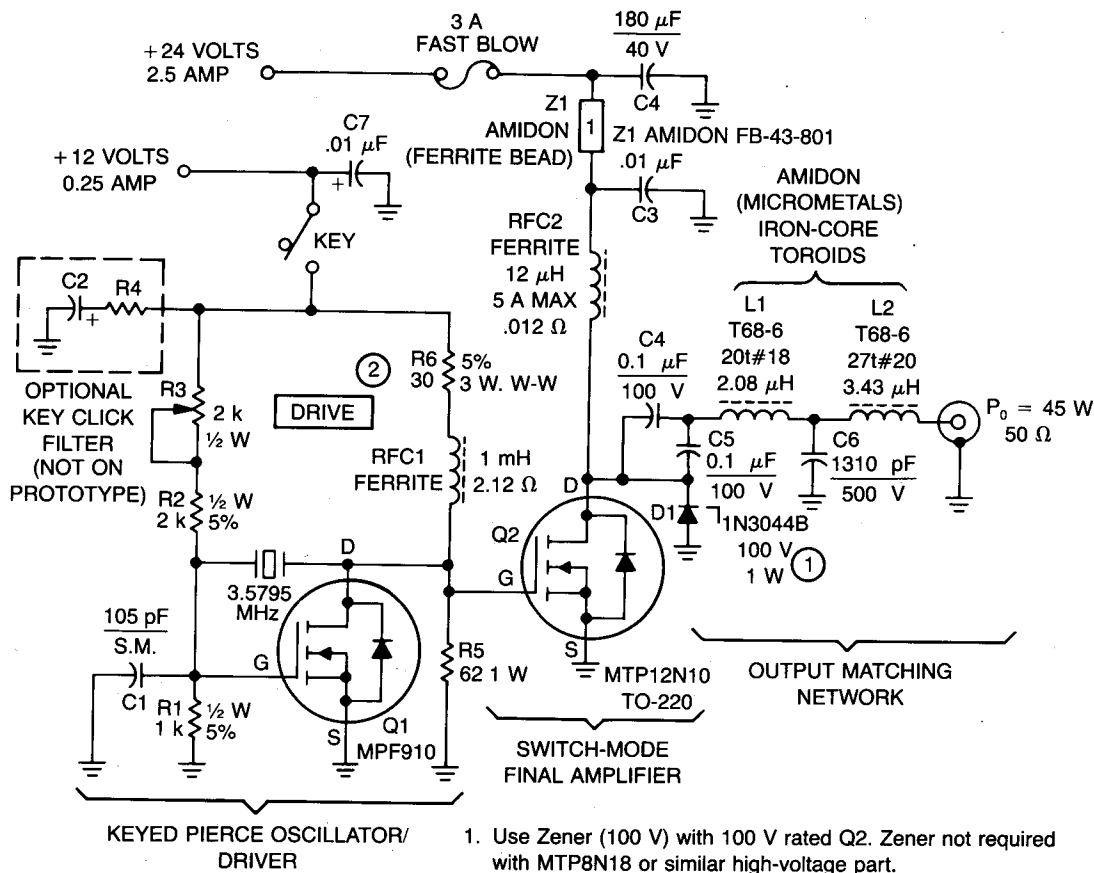 3 A
FAST BLOW
180 μF
40 V
C4
+24 VOLTS
2.5 AMP
Z1
AMIDON
(FERRITE BEAD)
1
Z1 AMIDON FB-43-801
C7
.01 μF
+
+12 VOLTS
0.25 AMP
.01 μF
C3
KEY
AMIDON
(MICROMETALS)
IRON-CORE
TOROIDS
RFC2
FERRITE
12 μH
5 A MAX
.012 Ω
C2
R4
+
OPTIONAL
KEY CLICK
FILTER
(NOT ON
PROTOTYPE)
R3
2 k
½ W
R6
30
5%
3 W. W-W
2
DRIVE
L1
T68-6
20t#18
2.08 μH
L2
T68-6
27t#20
3.43 μH
C4
0.1 μF
100 V
P₀ = 45 W
50 Ω
C5
0.1 μF
100 V
C6
1310 pF
500 V
RFC1
FERRITE
1 mH
2.12 Ω
R2
2 k
½ W
5%
D
Q2
G
S
D1
1N3044B
100 V
1 W
1
3.5795
MHz
D
G
S
105 pF
S.M.
C1
R1
1 k
½ W
5%
Q1
MPF910
R5
62 1 W
MTP12N10
TO-220
OUTPUT MATCHING
NETWORK
SWITCH-MODE
FINAL AMPLIFIER
KEYED PIERCE OSCILLATOR/
DRIVER
1. Use Zener (100 V) with 100 V rated Q2. Zener not required
with MTP8N18 or similar high-voltage part.